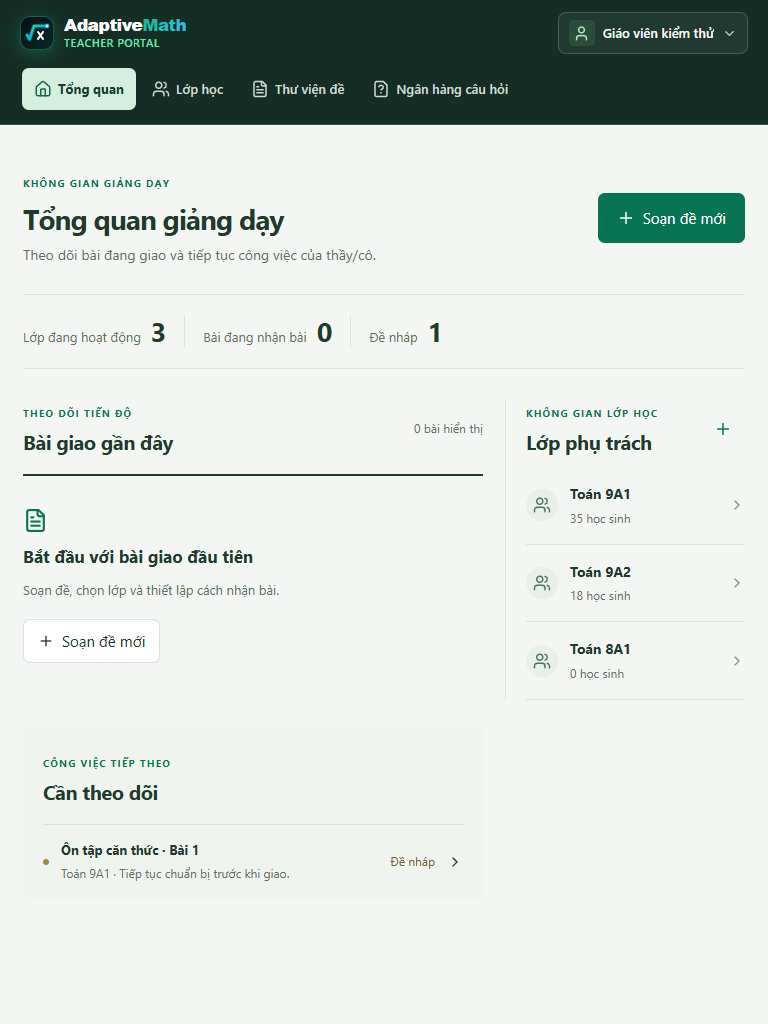 AdaptiveMath
TEACHER PORTAL
Giáo viên kiểm thử
Tổng quan
Lớp học
Thư viện đề
Ngân hàng câu hỏi
KHÔNG GIAN GIẢNG DẠY
Tổng quan giảng dạy
Theo dõi bài đang giao và tiếp tục công việc của thầy/cô.
+ Soạn đề mới
Lớp đang hoạt động 3
Bài đang nhận bài 0
Đề nháp 1
THEO DÕI TIẾN ĐỘ
Bài giao gần đây
0 bài hiển thị
Bắt đầu với bài giao đầu tiên
Soạn đề, chọn lớp và thiết lập cách nhận bài.
+ Soạn đề mới
KHÔNG GIAN LỚP HỌC
Lớp phụ trách
+
Toán 9A1
35 học sinh
Toán 9A2
18 học sinh
Toán 8A1
0 học sinh
CÔNG VIỆC TIẾP THEO
Cần theo dõi
Ôn tập căn thức · Bài 1
Toán 9A1 · Tiếp tục chuẩn bị trước khi giao.
Đề nháp